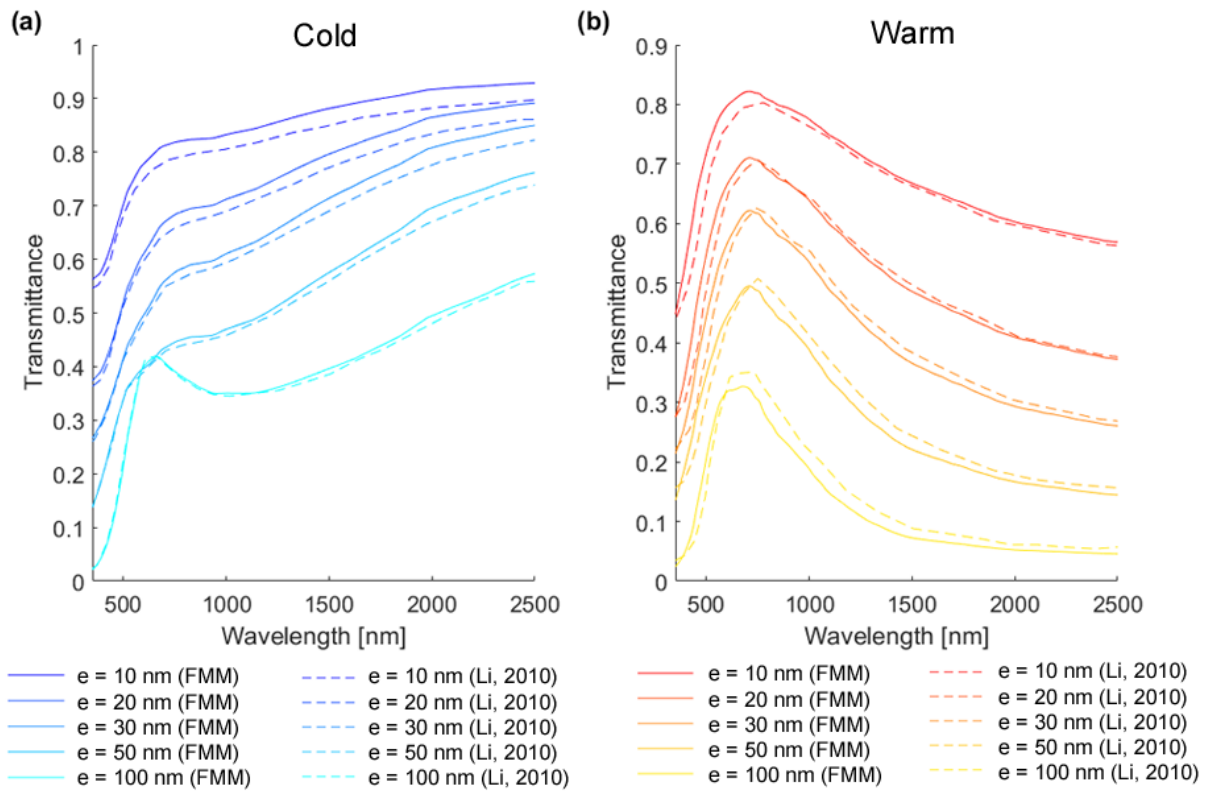 (a)
Cold
1
0.9
0.8
0.7
0.6
0.5
0.4
0.3
0.2
0.1
0
Transmittance
500 1000 1500 2000 2500
Wavelength [nm]
e = 10 nm (FMM) e = 10 nm (Li, 2010)
e = 20 nm (FMM) e = 20 nm (Li, 2010)
e = 30 nm (FMM) e = 30 nm (Li, 2010)
e = 50 nm (FMM) e = 50 nm (Li, 2010)
e = 100 nm (FMM) e = 100 nm (Li, 2010)
(b)
Warm
0.9
0.8
0.7
0.6
0.5
0.4
0.3
0.2
0.1
0
Transmittance
500 1000 1500 2000 2500
Wavelength [nm]
e = 10 nm (FMM) e = 10 nm (Li, 2010)
e = 20 nm (FMM) e = 20 nm (Li, 2010)
e = 30 nm (FMM) e = 30 nm (Li, 2010)
e = 50 nm (FMM) e = 50 nm (Li, 2010)
e = 100 nm (FMM) e = 100 nm (Li, 2010)